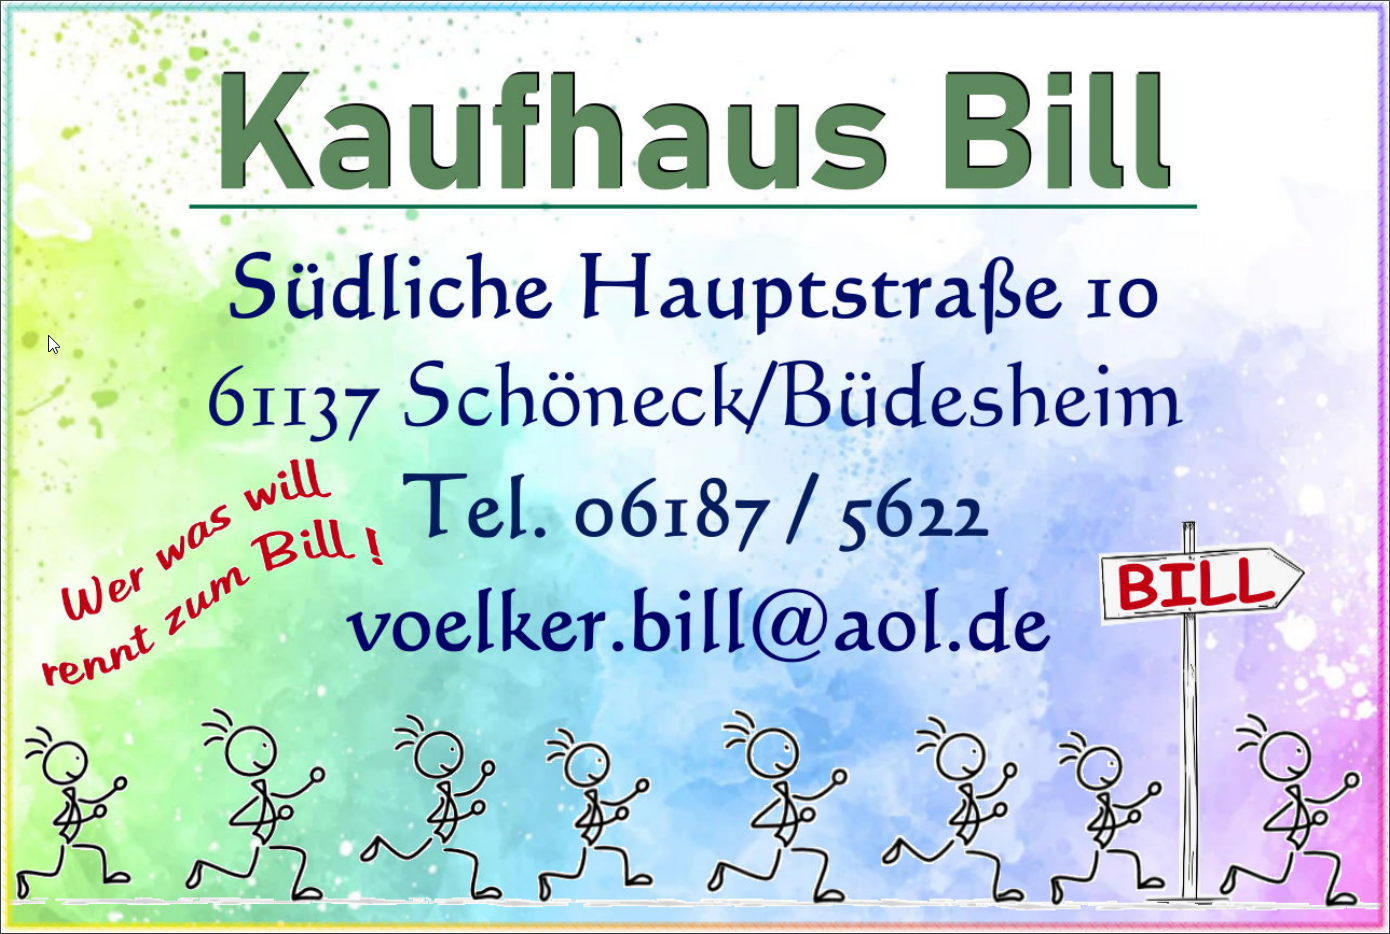 Kaufhaus Bill
Südliche Hauptstraße 10
61137 Schöneck/Büdesheim
Tel. 06187 / 5622
voelker.bill@aol.de
Wer was will
rennt zum Bill !
BILL